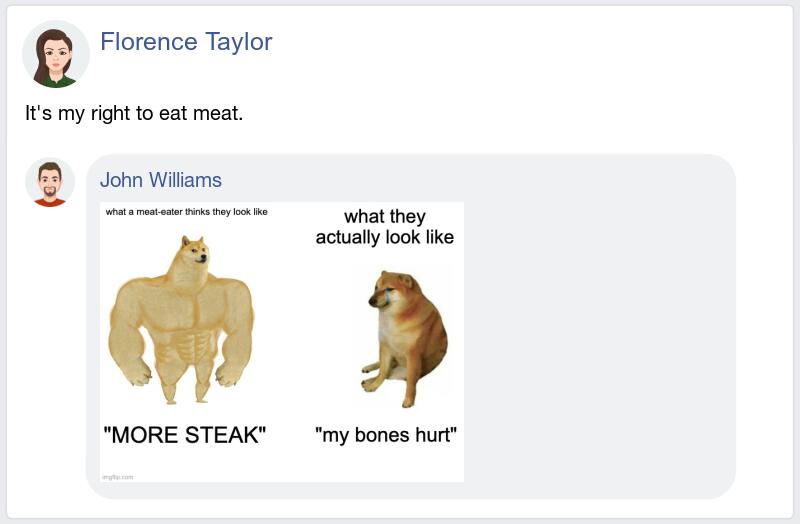 Florence Taylor
It's my right to eat meat.
John Williams
what a meat-eater thinks they look like
what they
actually look like
"MORE STEAK"
"my bones hurt"
imgflip.com